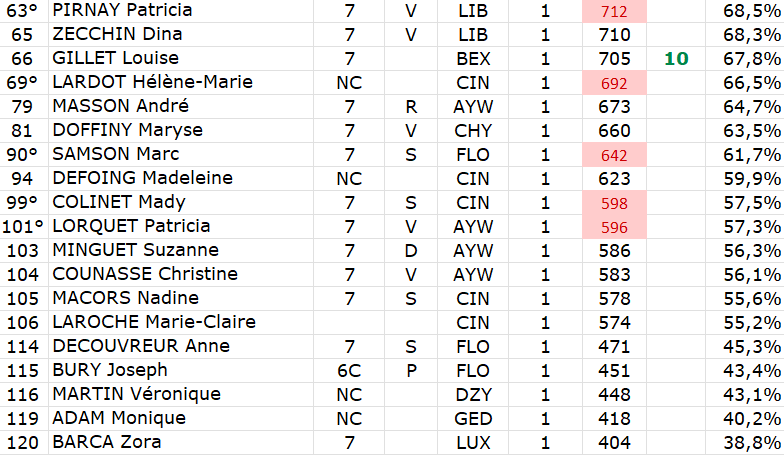 63° PIRNAY Patricia 7 V LIB 1 712 68,5%
65 ZECCHIN Dina 7 V LIB 1 710 68,3%
66 GILLET Louise 7 BEX 1 705 10 67,8%
69° LARDOT Hélène-Marie NC CIN 1 692 66,5%
79 MASSON André 7 R AYW 1 673 64,7%
81 DOFFINY Maryse 7 V CHY 1 660 63,5%
90° SAMSON Marc 7 S FLO 1 642 61,7%
94 DEFOING Madeleine NC CIN 1 623 59,9%
99° COLINET Mady 7 S CIN 1 598 57,5%
101° LORQUET Patricia 7 V AYW 1 596 57,3%
103 MINGUET Suzanne 7 D AYW 1 586 56,3%
104 COUNASSE Christine 7 V AYW 1 583 56,1%
105 MACORS Nadine 7 S CIN 1 578 55,6%
106 LAROCHE Marie-Claire CIN 1 574 55,2%
114 DECOUVREUR Anne 7 S FLO 1 471 45,3%
115 BURY Joseph 6C P FLO 1 451 43,4%
116 MARTIN Véronique NC DZY 1 448 43,1%
119 ADAM Monique NC GED 1 418 40,2%
120 BARCA Zora 7 LUX 1 404 38,8%